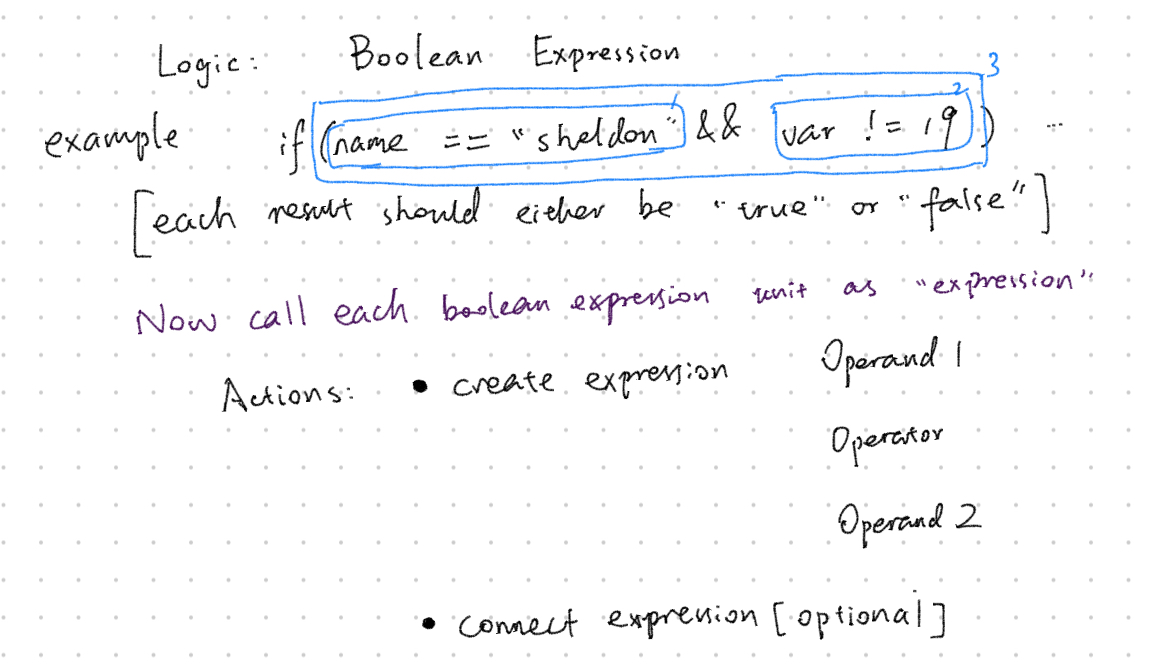 Logic: Boolean Expression
3
1 2
example if (name == "sheldon" && var != 19) ...
[each result should either be "true" or "false"]
Now call each boolean expression unit as "expression"
Actions: • create expression Operand 1
Operator
Operand 2
• connect expression [optional]